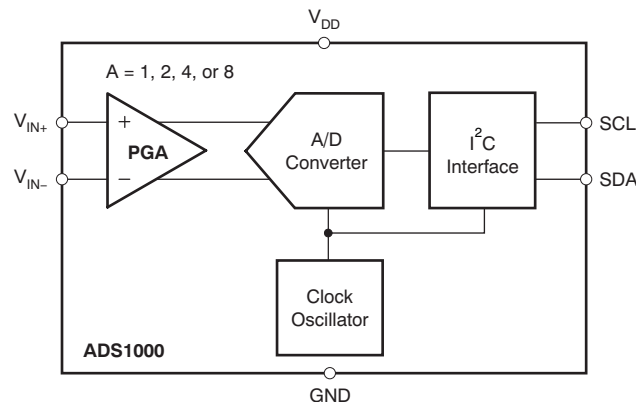 V_DD
A = 1, 2, 4, or 8
V_IN+
+
PGA
V_IN−
−
A/D
Converter
I²C
Interface
SCL
SDA
Clock
Oscillator
ADS1000
GND